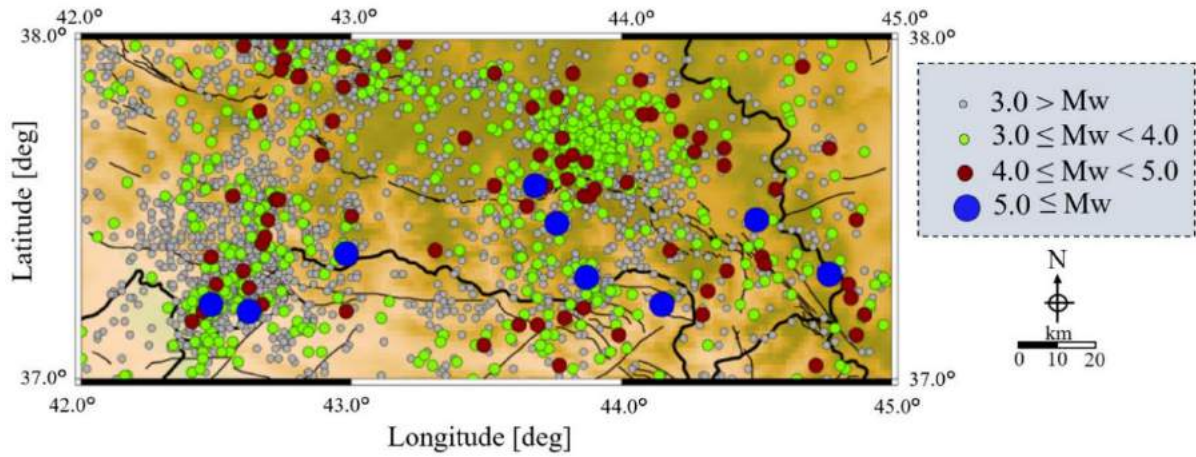 42.0°
43.0°
44.0°
45.0°
38.0°
38.0°
3.0 > Mw
3.0 ≤ Mw < 4.0
4.0 ≤ Mw < 5.0
5.0 ≤ Mw
Latitude [deg]
N
km
0 10 20
37.0°
37.0°
42.0°
43.0°
44.0°
45.0°
Longitude [deg]